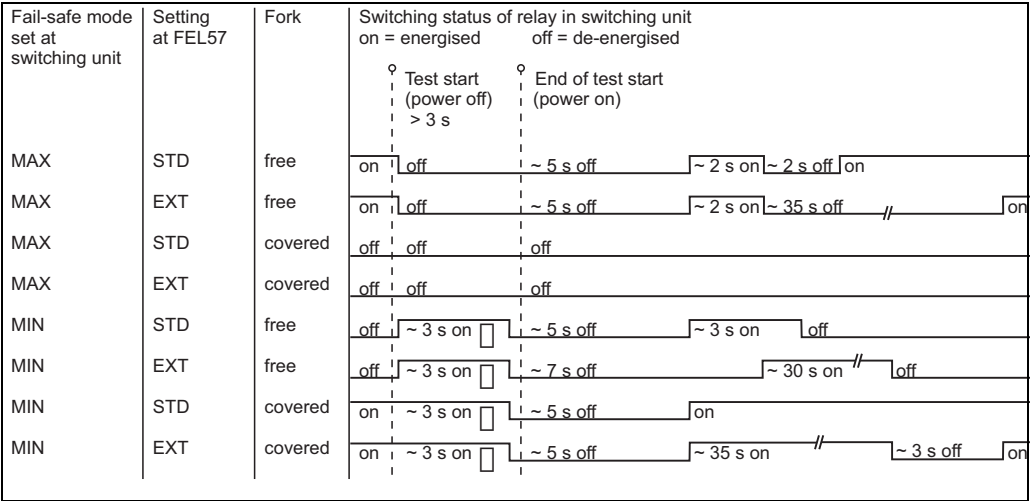 Fail-safe mode set at switching unit
Setting at FEL57
Fork
Switching status of relay in switching unit
on = energised off = de-energised
Test start (power off) > 3 s
End of test start (power on)
MAX STD free on off ~ 5 s off ~ 2 s on ~ 2 s off on
MAX EXT free on off ~ 5 s off ~ 2 s on ~ 35 s off on
MAX STD covered off off off
MAX EXT covered off off off
MIN STD free off ~ 3 s on ~ 5 s off ~ 3 s on off
MIN EXT free off ~ 3 s on ~ 7 s off ~ 30 s on off
MIN STD covered on ~ 3 s on ~ 5 s off on
MIN EXT covered on ~ 3 s on ~ 5 s off ~ 35 s on ~ 3 s off on